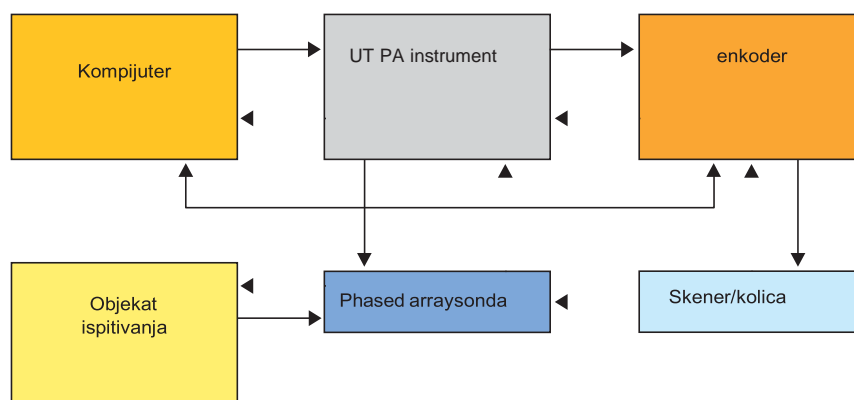 Kompijuter
UT PA instrument
enkoder
Objekat
ispitivanja
Phased arraysonda
Skener/kolica